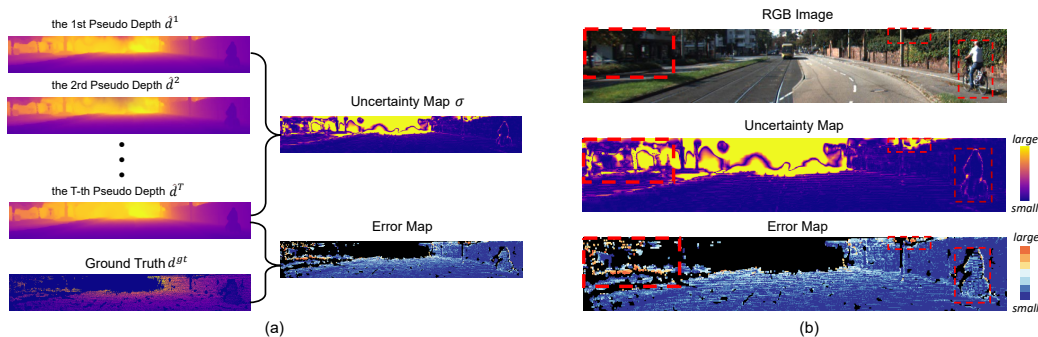 the 1st Pseudo Depth d̂¹
the 2rd Pseudo Depth d̂²
the T-th Pseudo Depth d̂ᵀ
Ground Truth dᵍᵗ
Uncertainty Map σ
Error Map
(a)
RGB Image
Uncertainty Map
large
small
Error Map
large
small
(b)